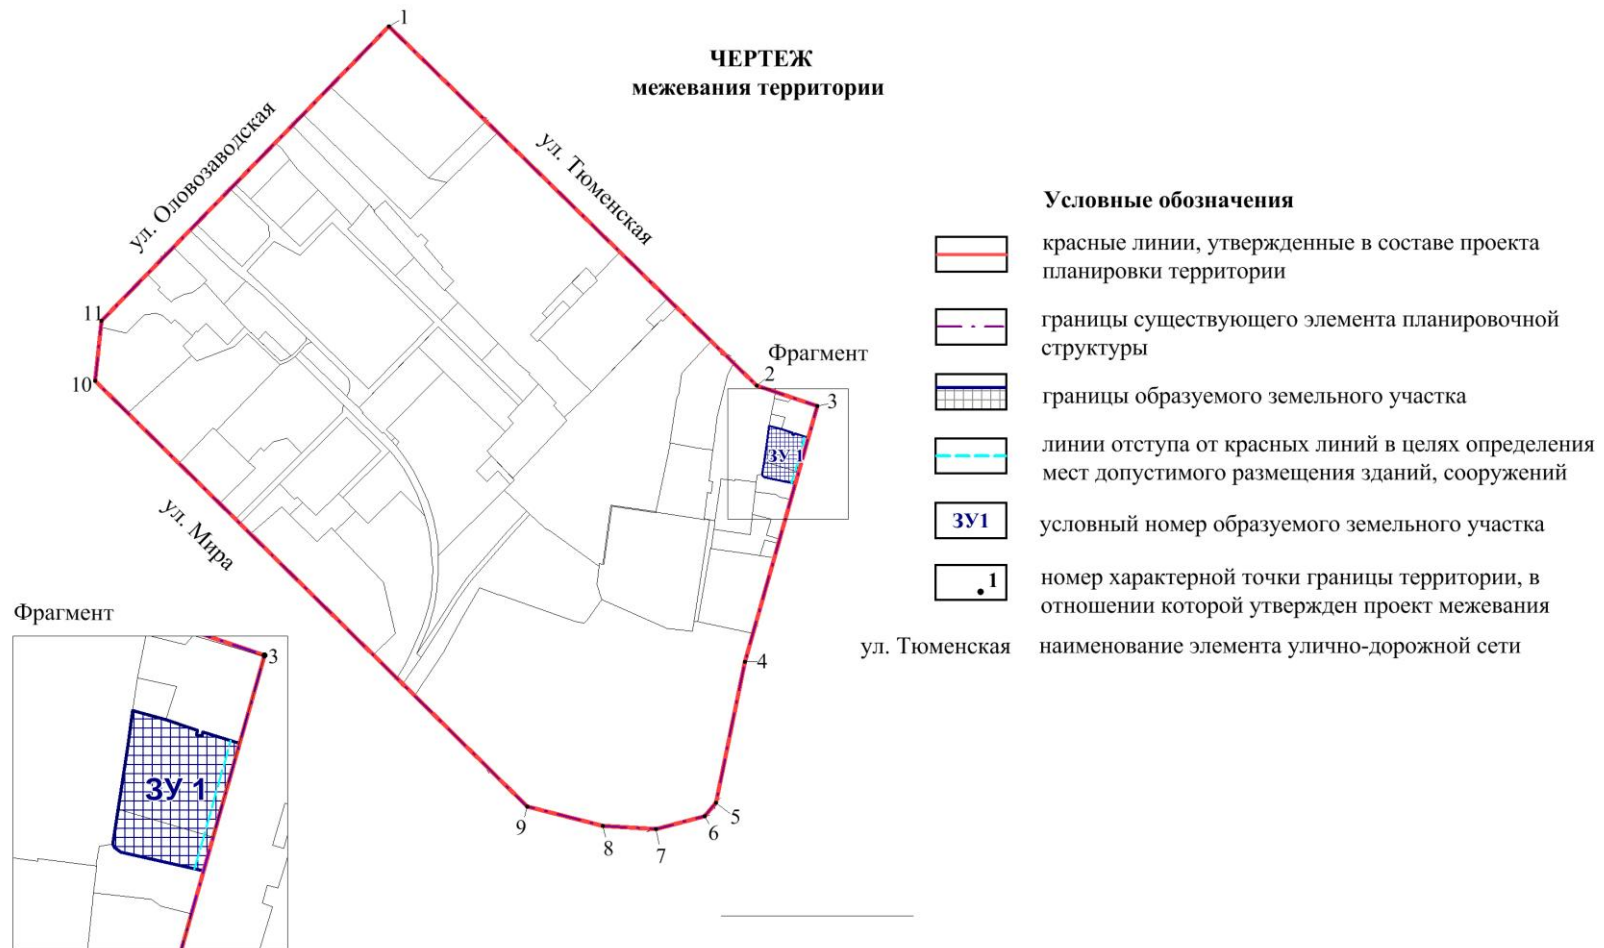 1
ЧЕРТЕЖ
межевания территории
ул. Оловозаводская
ул. Тюменская
Условные обозначения
красные линии, утвержденные в составе проекта
планировки территории
11
границы существующего элемента планировочной
структуры
Фрагмент
2
10
3
границы образуемого земельного участка
ЗУ 1
линии отступа от красных линий в целях определения
мест допустимого размещения зданий, сооружений
ул. Мира
ЗУ1
условный номер образуемого земельного участка
1
номер характерной точки границы территории, в
отношении которой утвержден проект межевания
Фрагмент
ул. Тюменская
наименование элемента улично-дорожной сети
3
4
ЗУ 1
5
6
9
8
7